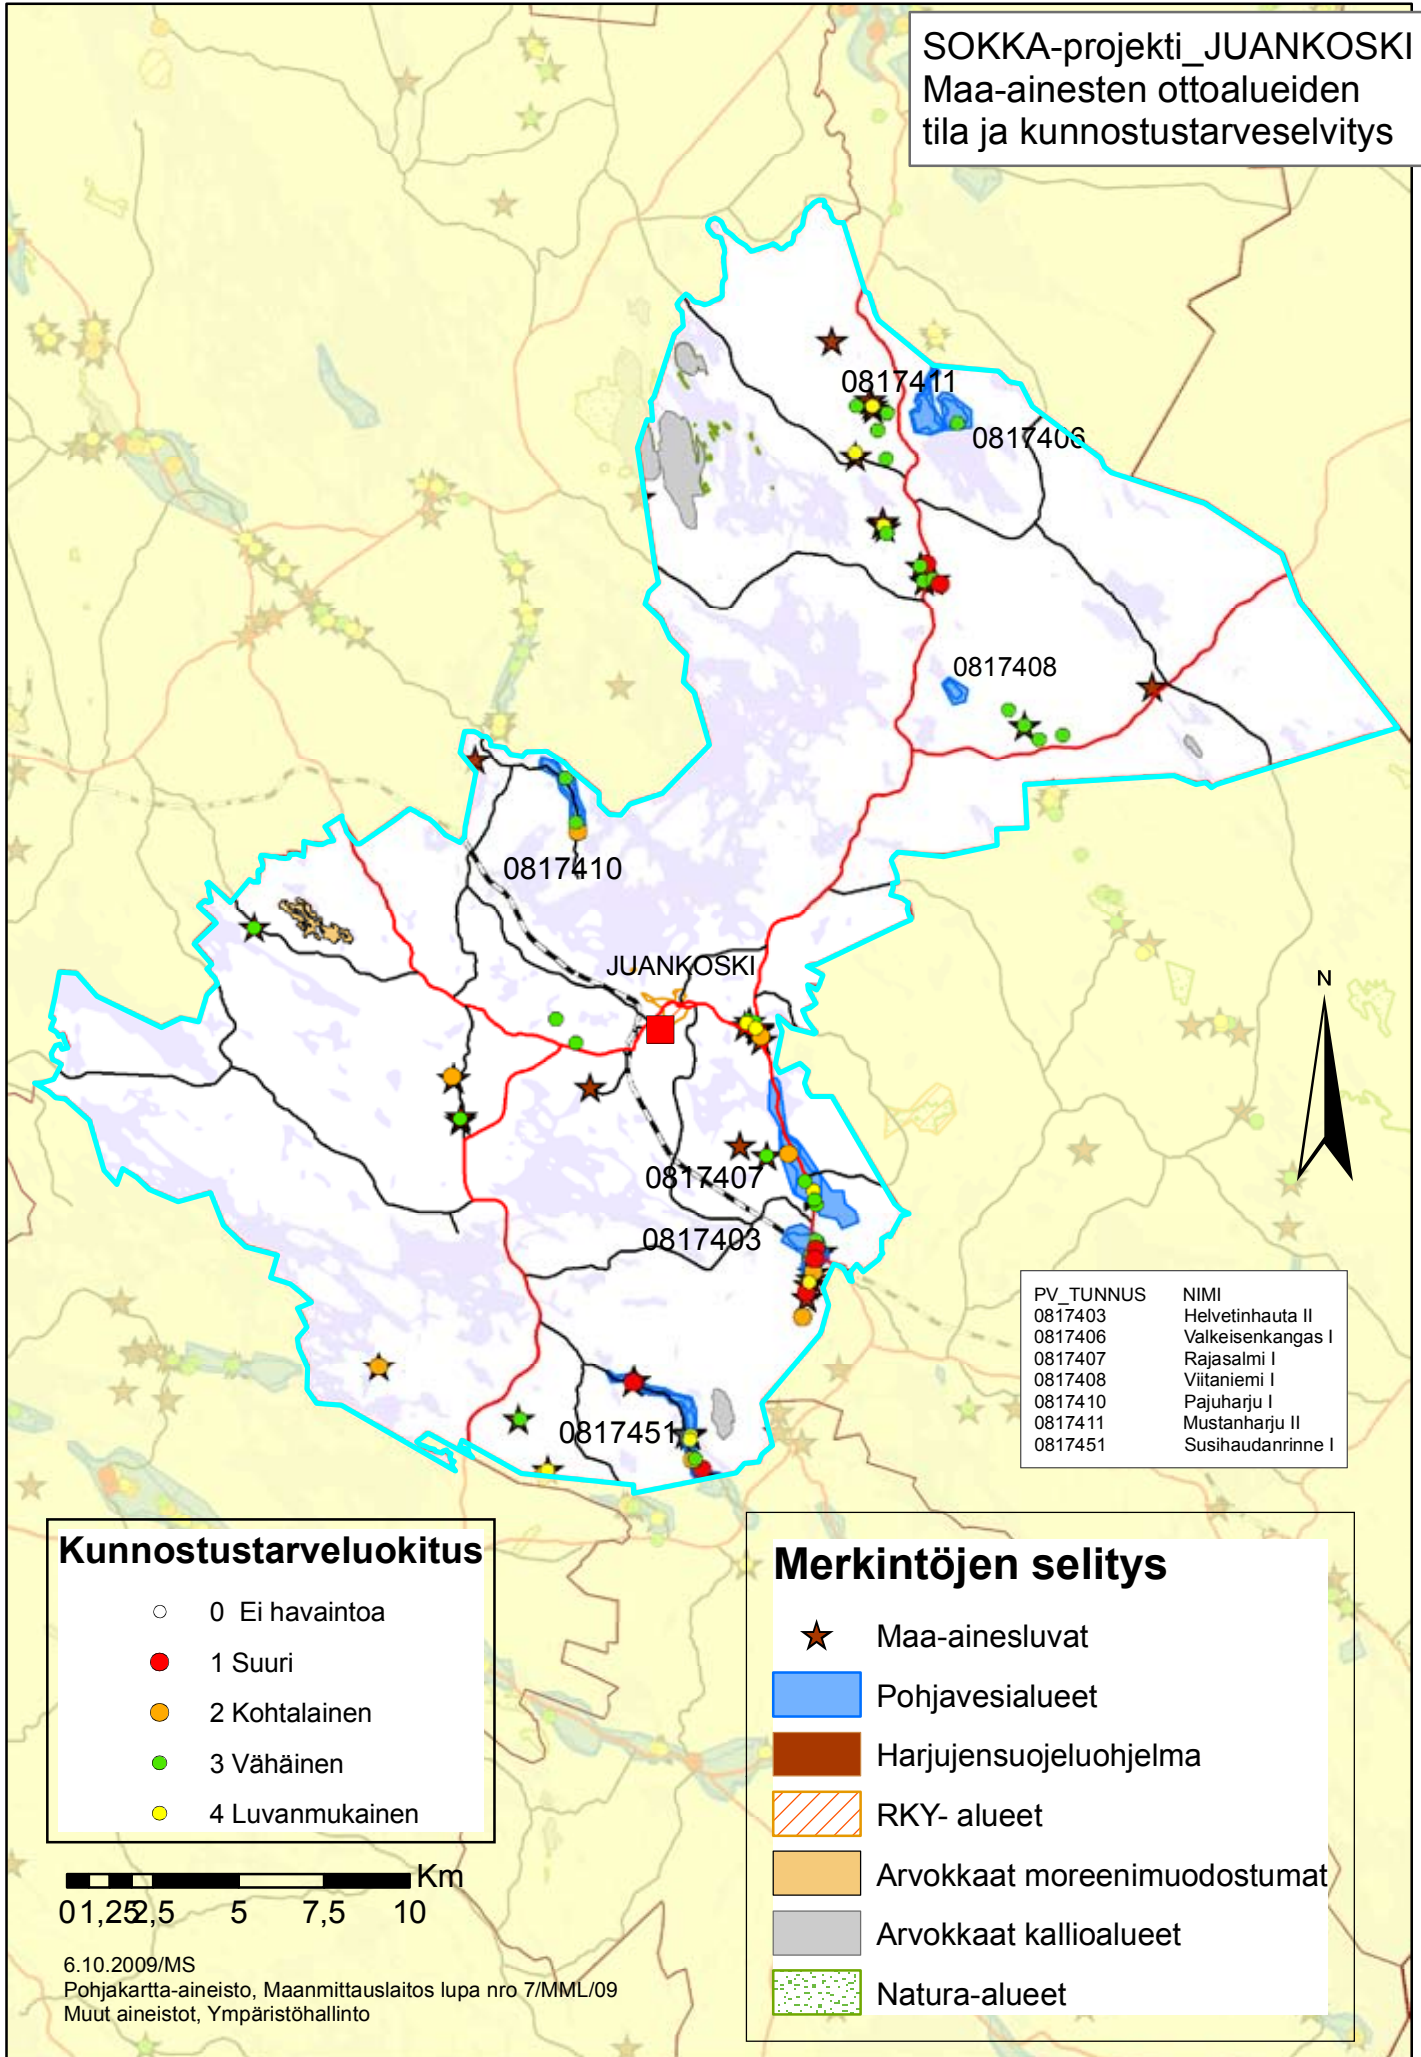 SOKKA-projekti_JUANKOSKI
Maa-ainesten ottoalueiden
tila ja kunnostustarveselvitys
0817411
0817406
0817408
0817410
JUANKOSKI
0817407
0817403
0817451
N
PV_TUNNUS NIMI
0817403 Helvetinhauta II
0817406 Valkeisenkangas I
0817407 Rajasalmi I
0817408 Viitaniemi I
0817410 Pajuharju I
0817411 Mustanharju II
0817451 Susihaudanrinne I
Kunnostustarveluokitus
0 Ei havaintoa
1 Suuri
2 Kohtalainen
3 Vähäinen
4 Luvanmukainen
Km
0 1,25 2,5 5 7,5 10
6.10.2009/MS
Pohjakartta-aineisto, Maanmittauslaitos lupa nro 7/MML/09
Muut aineistot, Ympäristöhallinto
Merkintöjen selitys
Maa-ainesluvat
Pohjavesialueet
Harjujensuojeluohjelma
RKY- alueet
Arvokkaat moreenimuodostumat
Arvokkaat kallioalueet
Natura-alueet